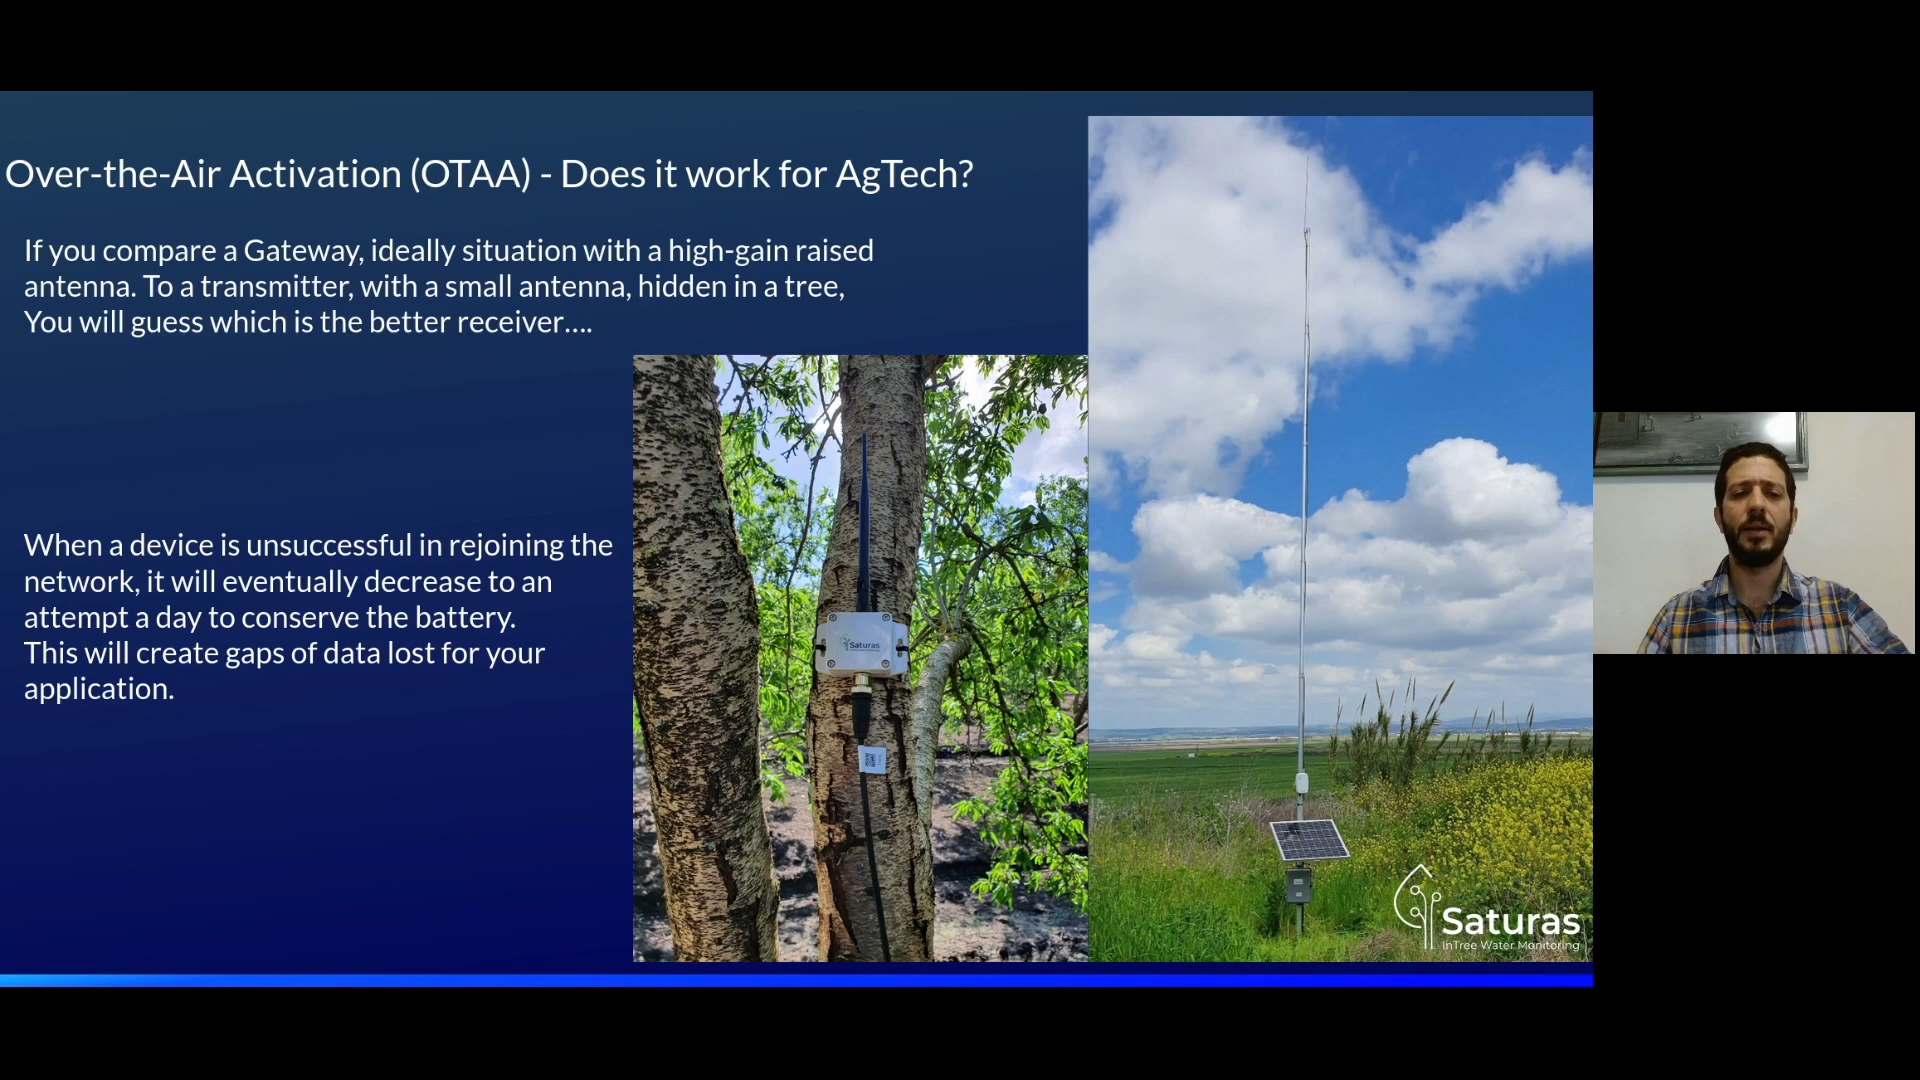 Over-the-Air Activation (OTAA) - Does it work for AgTech?
If you compare a Gateway, ideally situation with a high-gain raised
antenna. To a transmitter, with a small antenna, hidden in a tree,
You will guess which is the better receiver....
When a device is unsuccessful in rejoining the
network, it will eventually decrease to an
attempt a day to conserve the battery.
This will create gaps of data lost for your
application.
Saturas
Saturas
InTree Water Monitoring